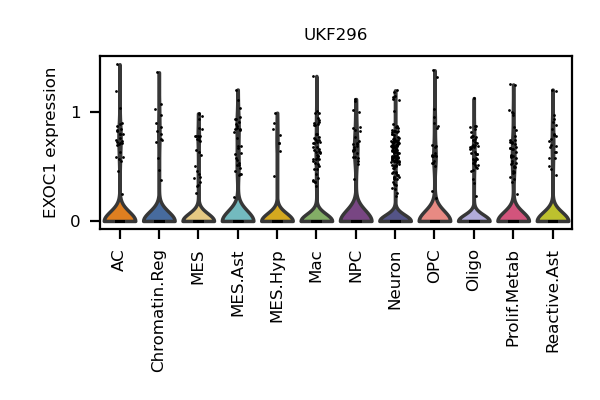 UKF296
EXOC1 expression
1
0
AC
Chromatin.Reg
MES
MES.Ast
MES.Hyp
Mac
NPC
Neuron
OPC
Oligo
Prolif.Metab
Reactive.Ast